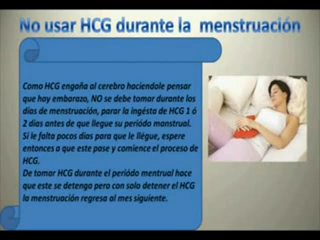 No usar HCG durante la menstruación
Como HCG engaña al cerebro haciendole pensar
que hay embarazo, NO se debe tomar durante los
días de menstruación, parar la ingésta de HCG 1 ó
2 días antes de que llegue su período manstrual.
Si le falta pocos días para que le llégue, espere
entonces a que este pase y comience el proceso de
HCG.
De tomar HCG durante el periódo mentrual hace
que este se detenga pero con solo detener el HCG
la menstruación regresa al mes siguiente.